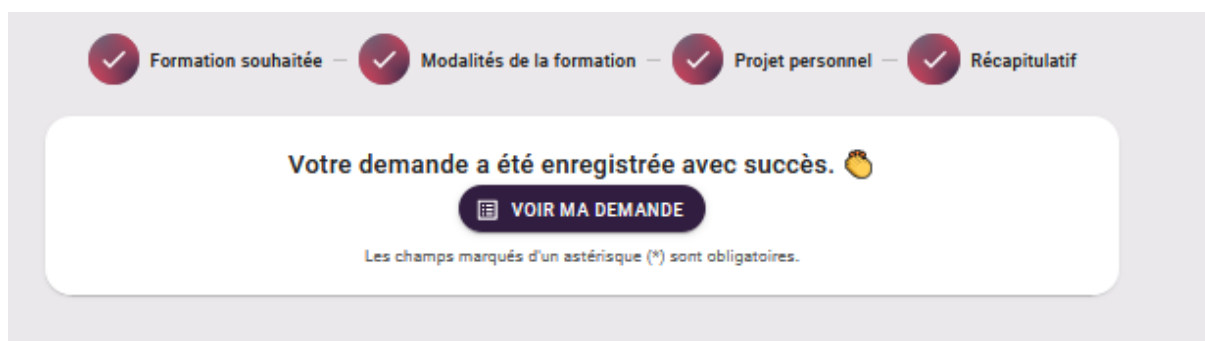 Formation souhaitée — Modalités de la formation — Projet personnel — Récapitulatif
Votre demande a été enregistrée avec succès. 👏
VOIR MA DEMANDE
Les champs marqués d'un astérisque (*) sont obligatoires.